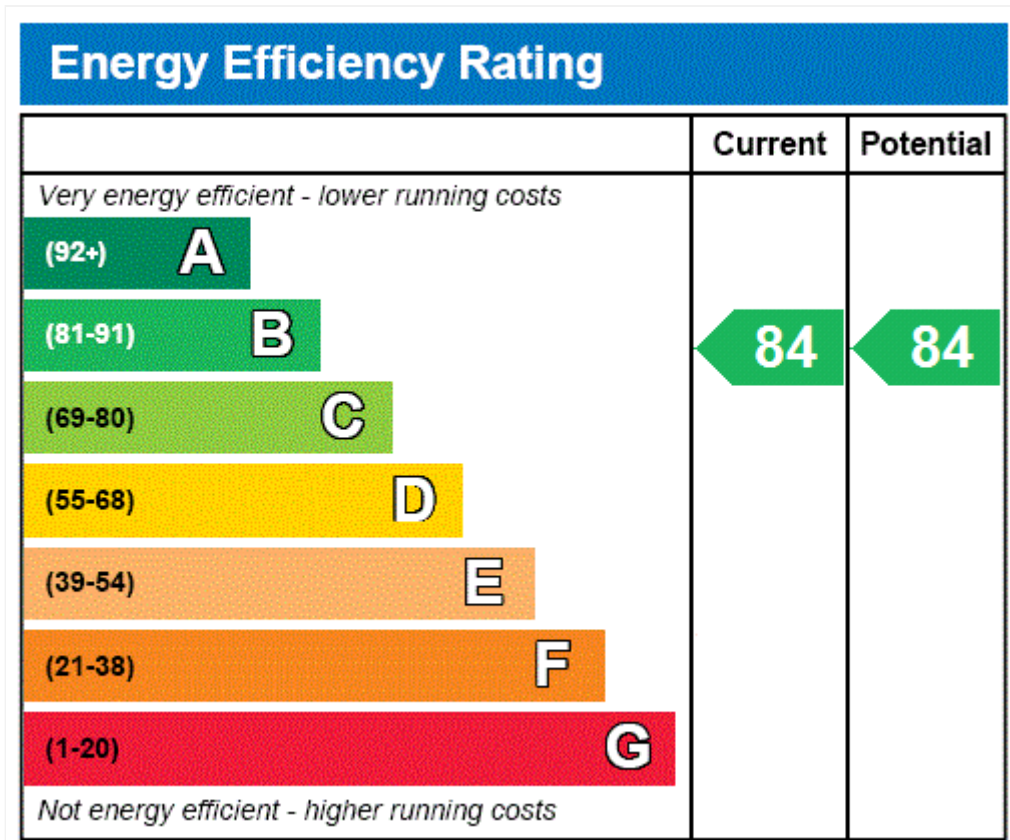 Energy Efficiency Rating
Current Potential
Very energy efficient - lower running costs
(92+) A
(81-91) B 84 84
(69-80) C
(55-68) D
(39-54) E
(21-38) F
(1-20) G
Not energy efficient - higher running costs